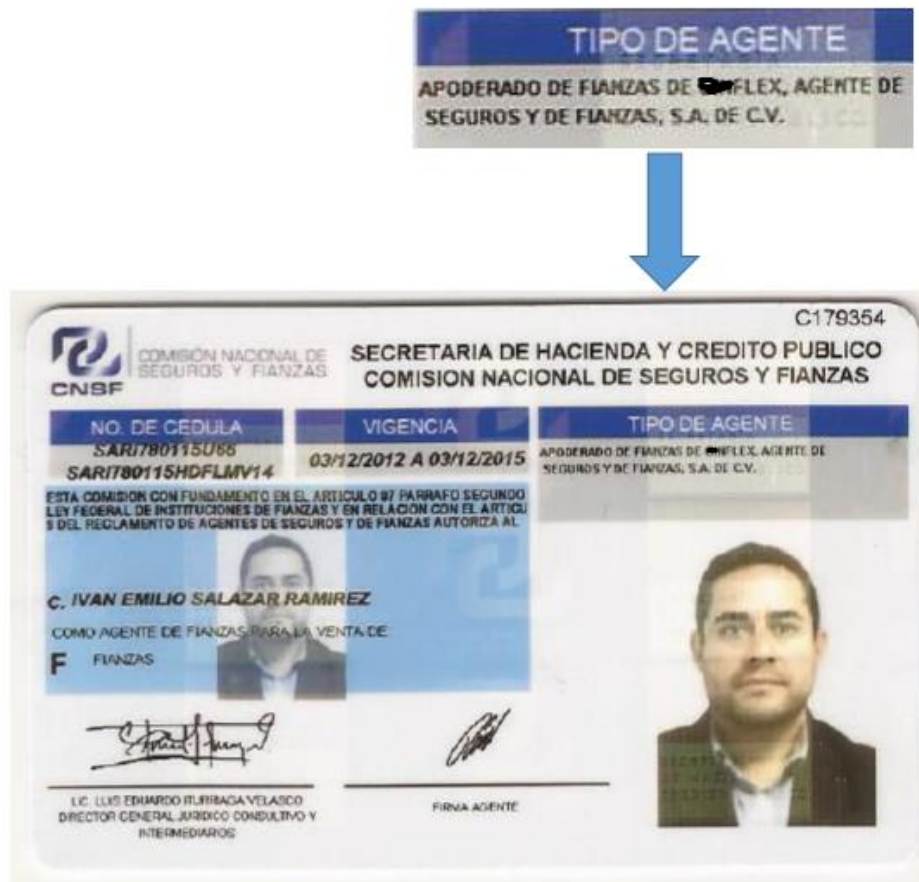 TIPO DE AGENTE
APODERADO DE FIANZAS DE FLEX, AGENTE DE
SEGUROS Y DE FIANZAS, S.A. DE C.V.
C179354
CNSF
COMISIÓN NACIONAL DE
SEGUROS Y FIANZAS
SECRETARIA DE HACIENDA Y CREDITO PUBLICO
COMISION NACIONAL DE SEGUROS Y FIANZAS
NO. DE CEDULA
SARI780115U66
SARI780115HDFLMV14
VIGENCIA
03/12/2012 A 03/12/2015
TIPO DE AGENTE
APODERADO DE FIANZAS DE FLEX, AGENTE DE
SEGUROS Y DE FIANZAS, S.A. DE C.V.
ESTA COMISION CON FUNDAMENTO EN EL ARTICULO 87 PARRAFO SEGUNDO
LEY FEDERAL DE INSTITUCIONES DE FIANZAS Y EN RELACION CON EL ARTICU
S DEL REGLAMENTO DE AGENTES DE SEGUROS Y DE FIANZAS AUTORIZA AL
C. IVAN EMILIO SALAZAR RAMIREZ
COMO AGENTE DE FIANZAS PARA LA VENTA DE
F FIANZAS
LIC. LUIS EDUARDO ITURRIAGA VELASCO
DIRECTOR GENERAL JURIDICO CONSULTIVO Y
INTERMEDIARIOS
FIRMA AGENTE